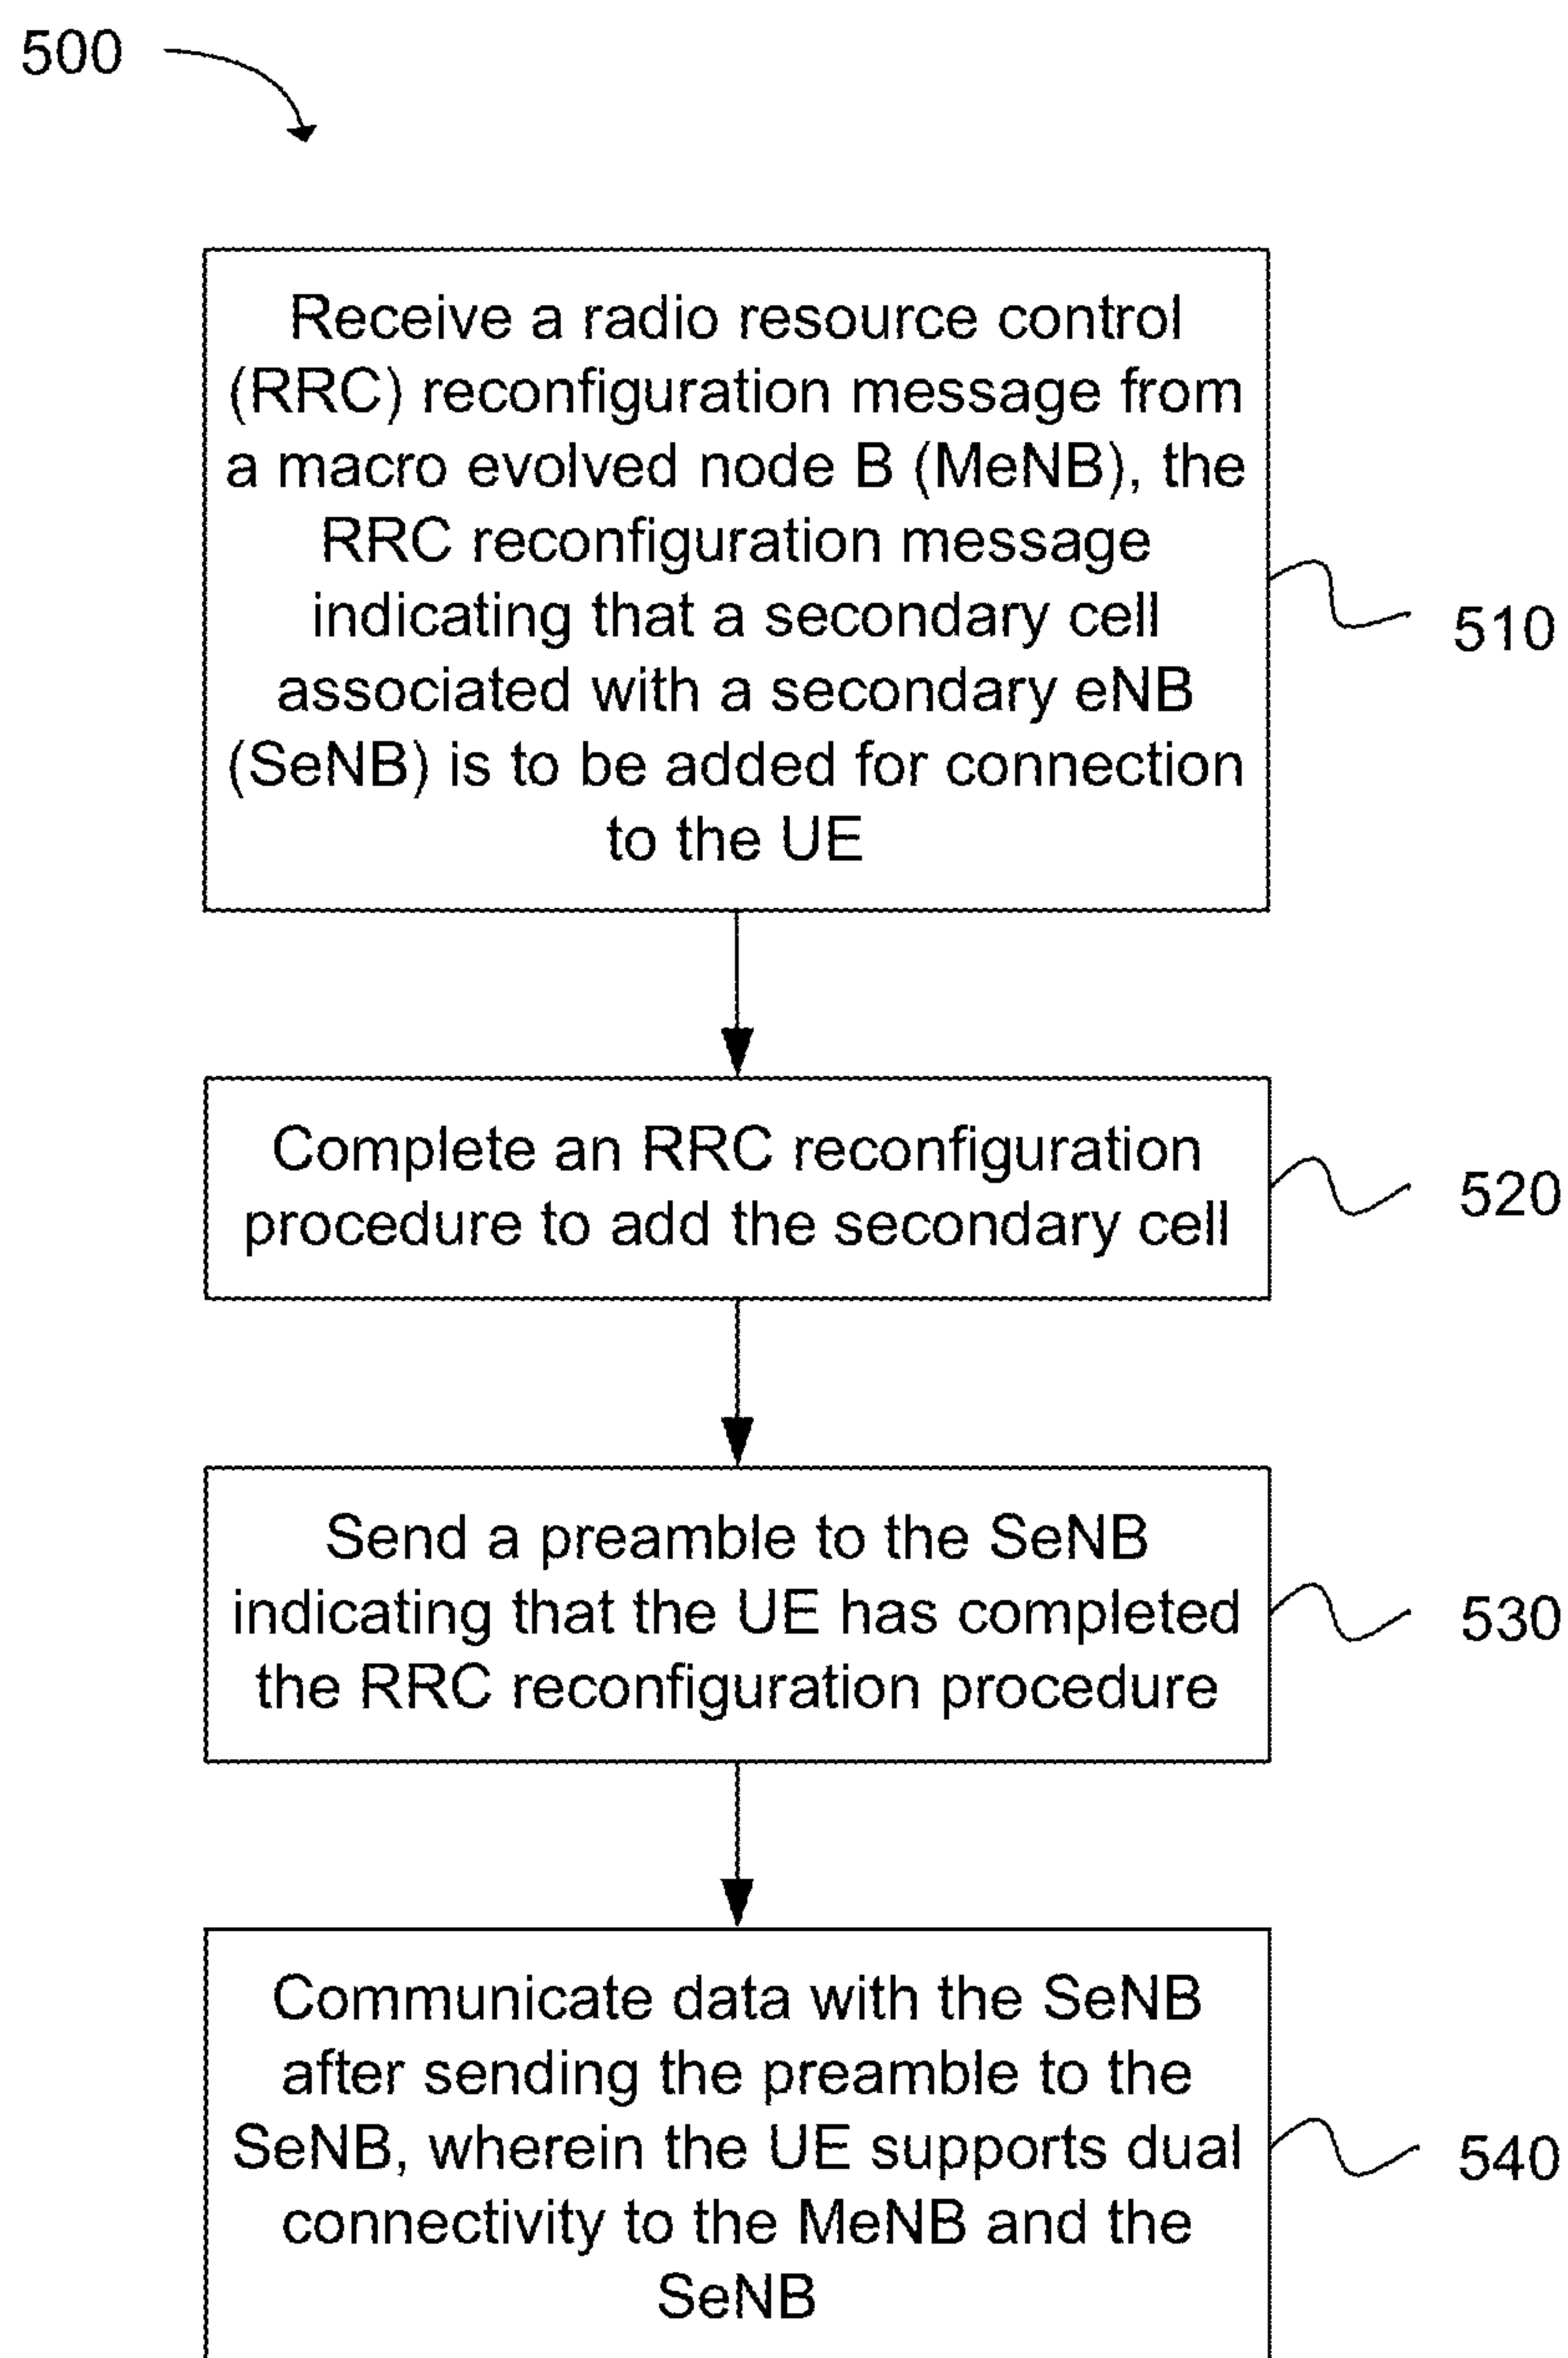 500
Receive a radio resource control
(RRC) reconfiguration message from
a macro evolved node B (MeNB), the
RRC reconfiguration message
indicating that a secondary cell
associated with a secondary eNB
(SeNB) is to be added for connection
to the UE
510
Complete an RRC reconfiguration
procedure to add the secondary cell
520
Send a preamble to the SeNB
indicating that the UE has completed
the RRC reconfiguration procedure
530
Communicate data with the SeNB
after sending the preamble to the
SeNB, wherein the UE supports dual
connectivity to the MeNB and the
SeNB
540